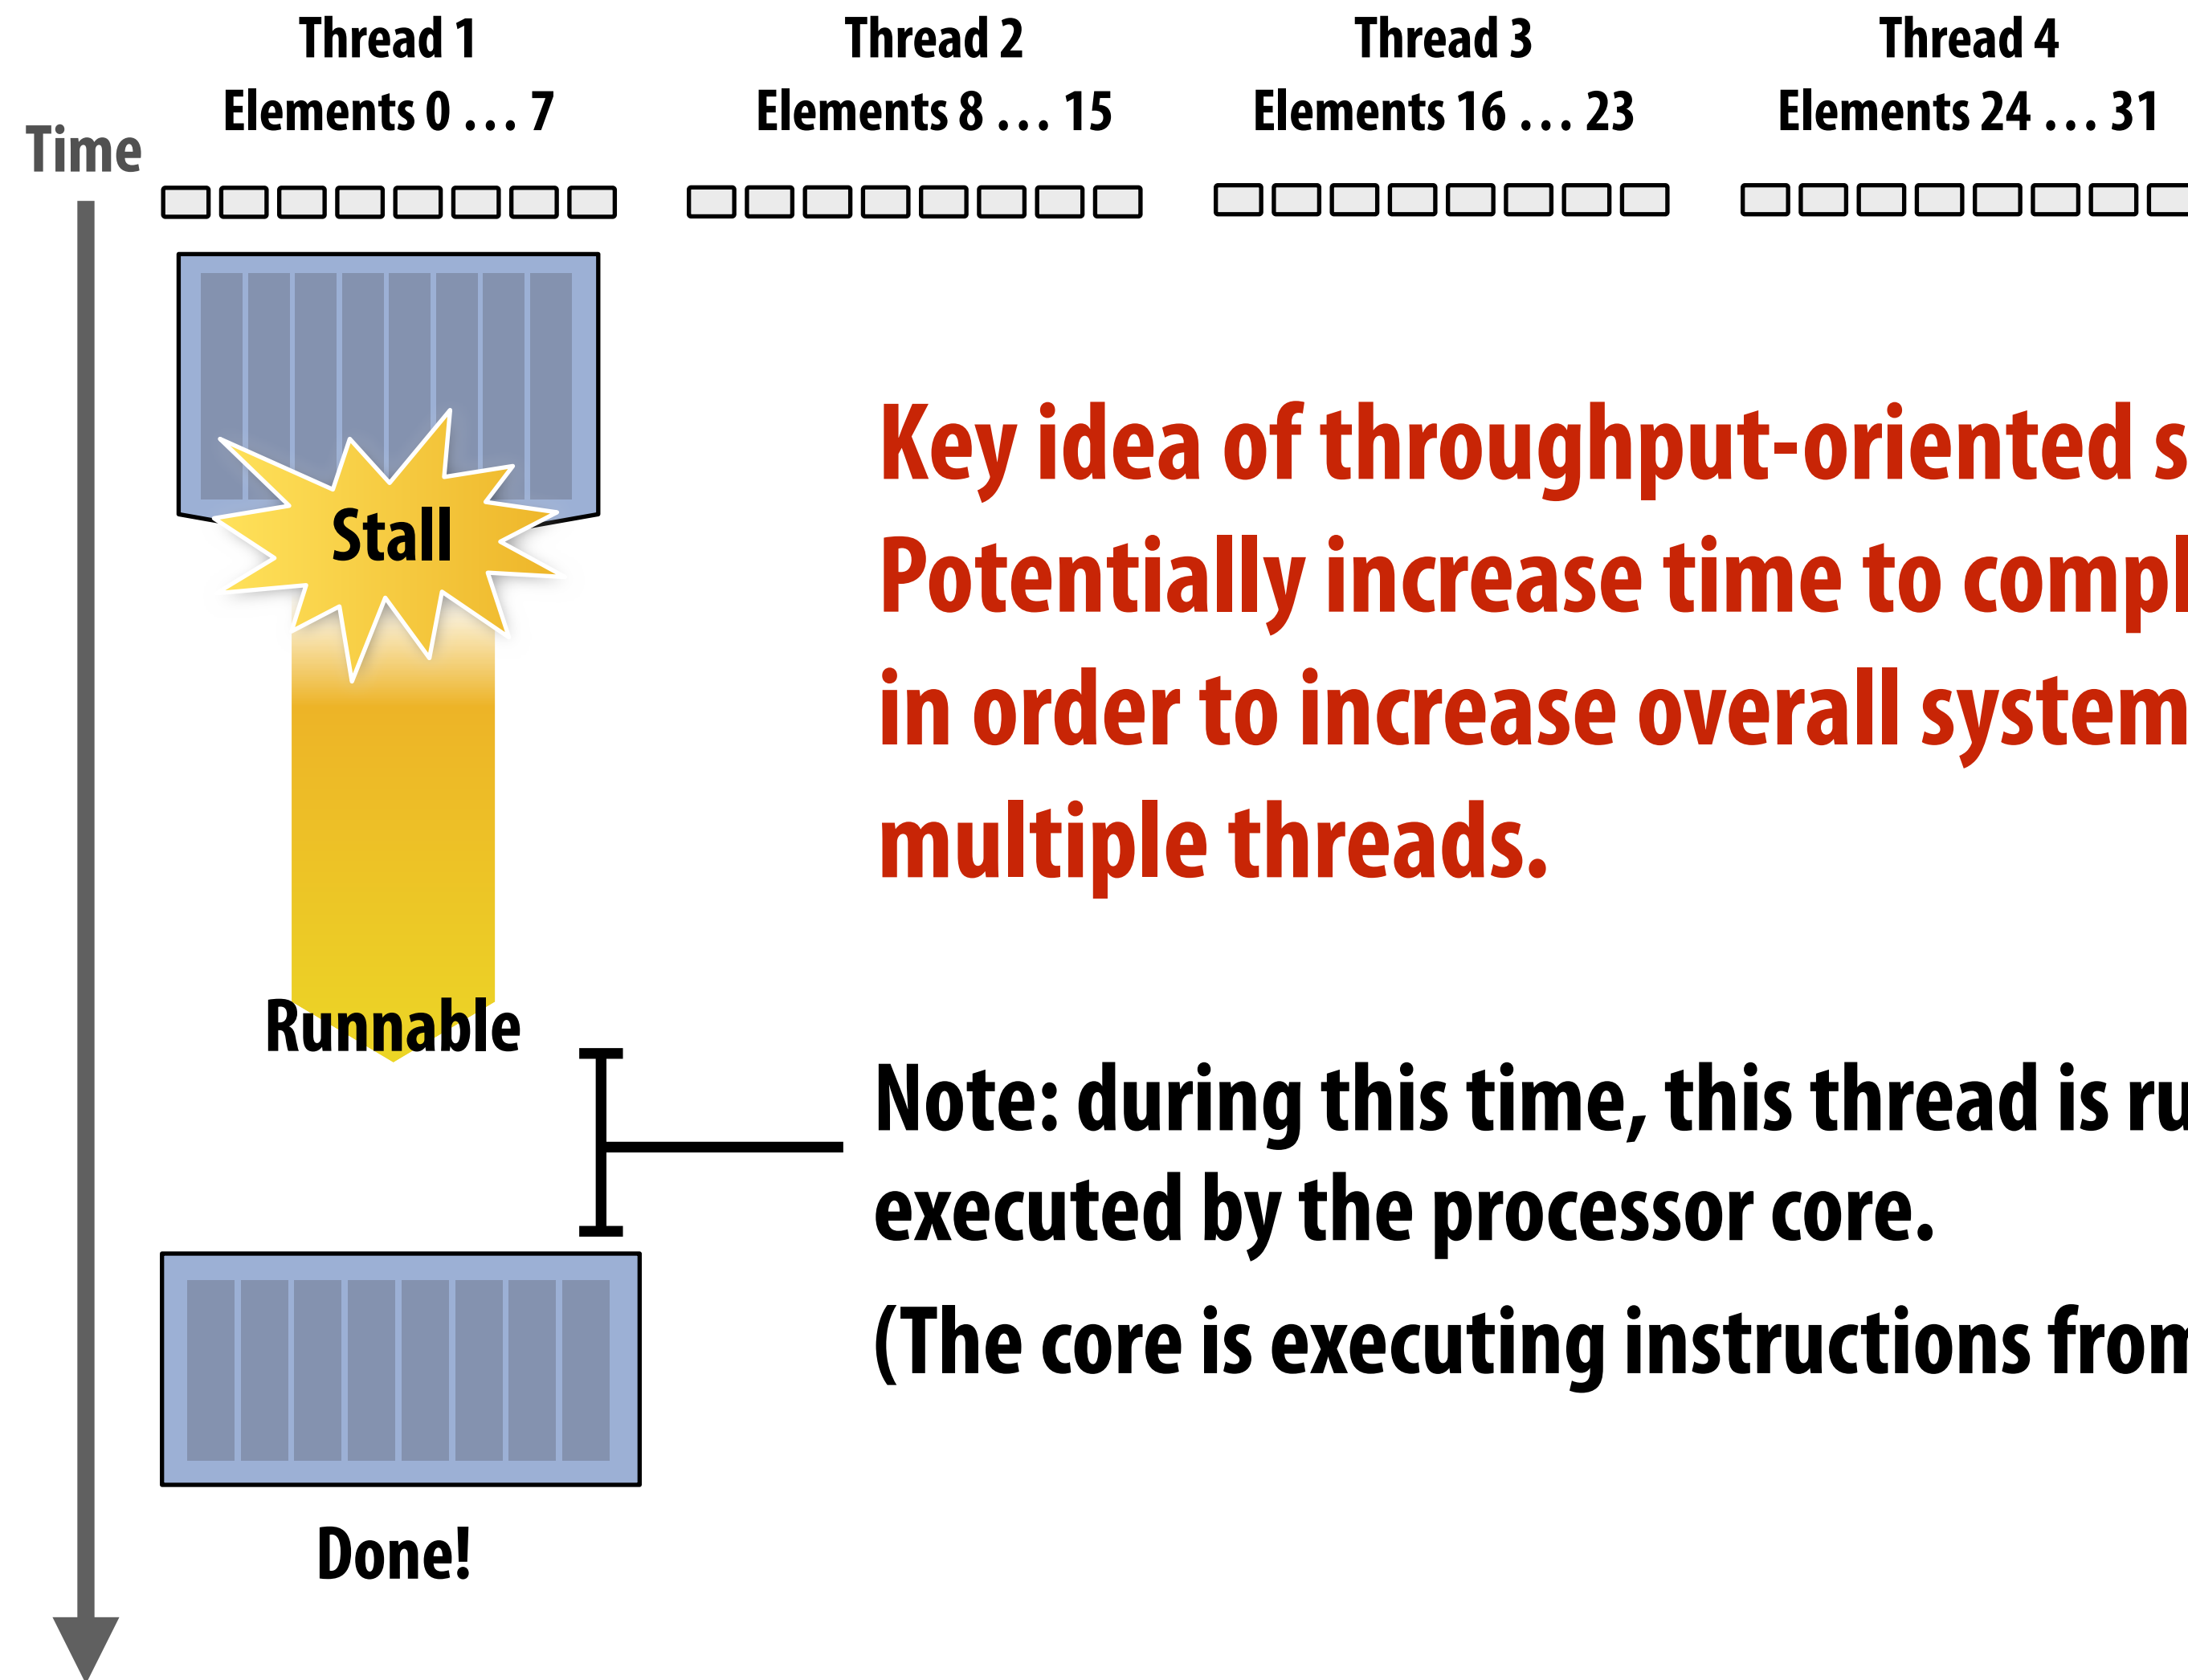 Thread 1
Elements 0 … 7
Thread 2
Elements 8 … 15
Thread 3
Elements 16 … 23
Thread 4
Elements 24 … 31
Time
Stall
Key idea of throughput-oriented
Potentially increase time to
in order to increase overall system
multiple threads.
Runnable
Note: during this time, this thread is
executed by the processor core.
(The core is executing instructions
Done!